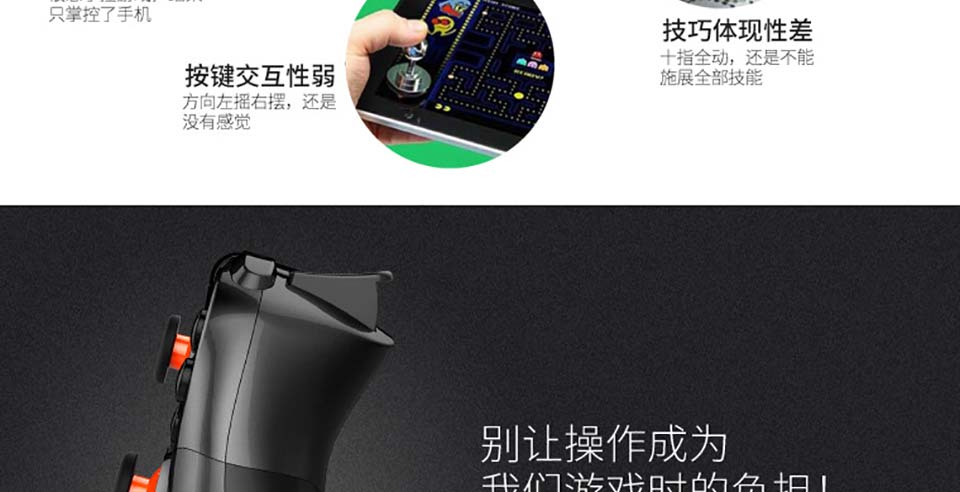 只掌控了手机
按键交互性弱
方向左摇右摆，还是
没有感觉
技巧体现性差
十指全动，还是不能
施展全部技能
别让操作成为
我们游戏时的负担！